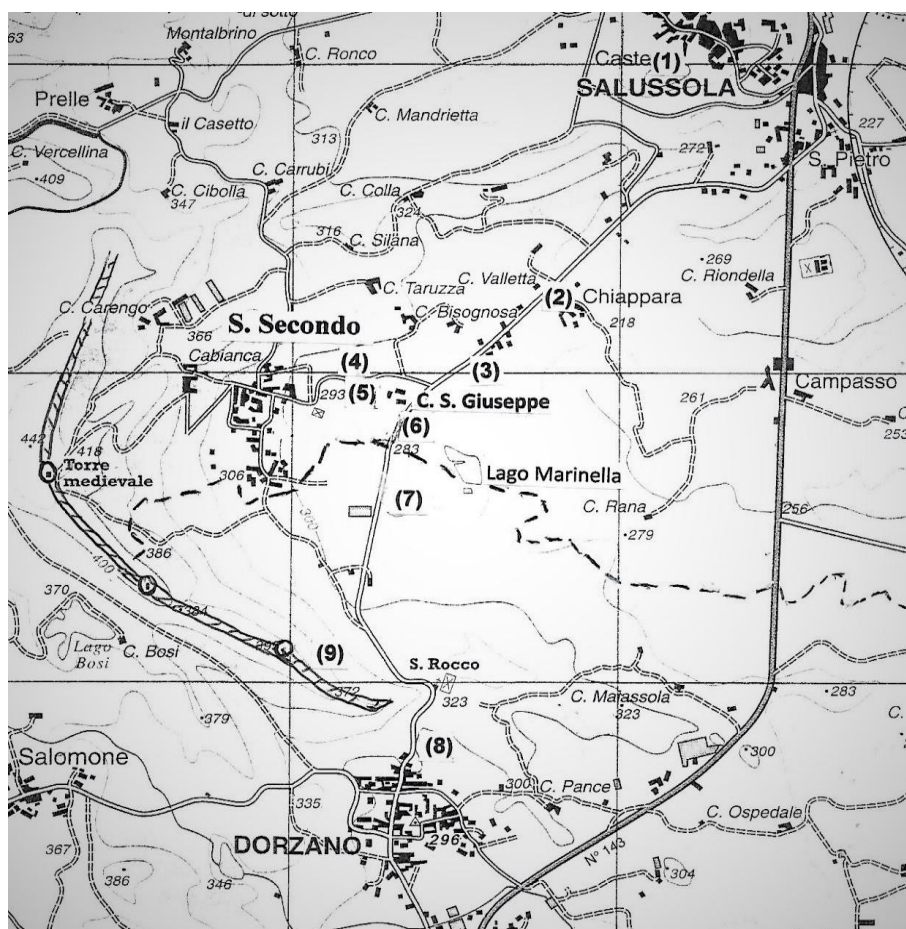 di sotto
Montalbrino
C. Ronco
Caste (1)
SALUSSOLA
Prelle
il Casetto
C. Mandrietta
313
227
C. Vercellina
409
272
S. Pietro
C. Carrubi
C. Cibolla
347
C. Colla
324
316
C. Silana
269
C. Riondella
C. Valletta
C. Taruzza
(2)
Chiappara
C. Carengo
366
S. Secondo
C. Bisognosa
218
Cabianca
(4)
(3)
293
(5)
C. S. Giuseppe
261
Campasso
253
(6)
283
442
418
Torre
medievale
306
Lago Marinella
(7)
C. Rana
256
279
386
400
370
384
Lago
Bosi
C. Bosi
(9)
372
S. Rocco
323
C. Maiassola
323
283
379
(8)
300
Salomone
300
C. Pance
335
C. Ospedale
DORZANO
296
N° 143
367
386
346
304